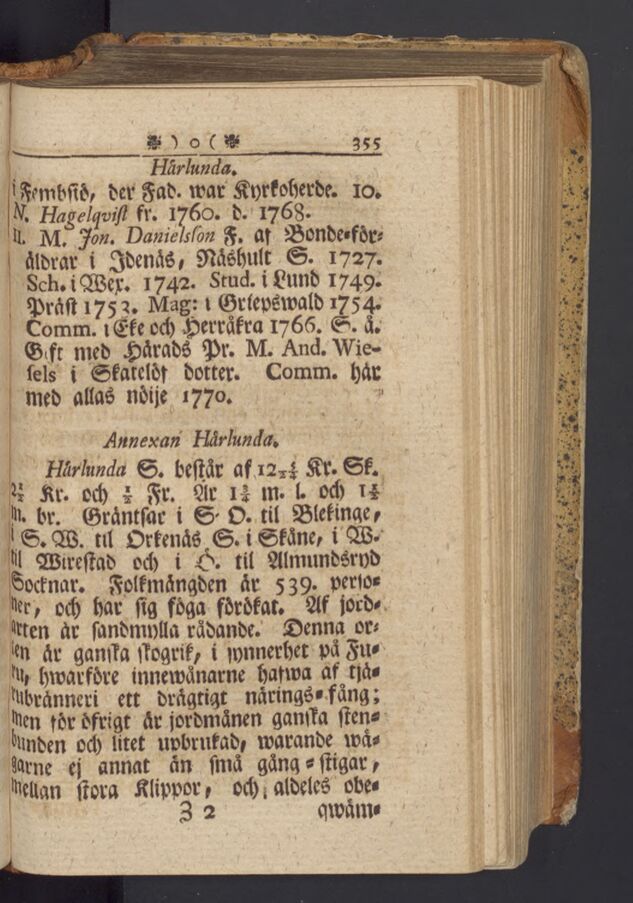 ❃ ) o ( ❃ 355
Hårlunda.
i Fembsiö, der Fad. war Kyrkoherde. 10.
N. Hagelqvist fr. 1760. d. 1768.
11. M. Jon. Danielsson F. af Bonde-för-
äldrar i Idenäs, Näshult S. 1727.
Sch. i Wex. 1742. Stud. i Lund 1749.
Präst 1753. Mag: i Griepswald 1754.
Comm. i Eke och Herråkra 1766. S. å.
Gift med Härads Pr. M. And. Wie-
sels i Skatelöf dotter. Comm. här
med allas nöije 1770.
Annexan Hårlunda.
Hårlunda S. består af 12 Kr. Sk.
Kr. och ½ Fr. Är 1¾ m. l. och 1½
m. br. Gräntsar i S. O. til Blekinge,
i S. W. til Örkenäs S. i Skåne, i W.
til Wirestad och i Ö. til Almundsryd
Socknar. Folkmängden är 539. perso-
ner, och har sig föga förökat. Af jord-
arten är sandmylla rådande. Denna or-
ten är ganska skogrik, i synnerhet på Fu-
ru, hwarföre innewånarne hafwa af tjä-
rubränneri ett drägtigt närings-fång;
men för öfrigt är jordmånen ganska sten-
bunden och litet upbrukad, warande wä-
garne ej annat än små gång-stigar,
mellan stora Klippor, och aldeles obe-
Z 2 qwäm-